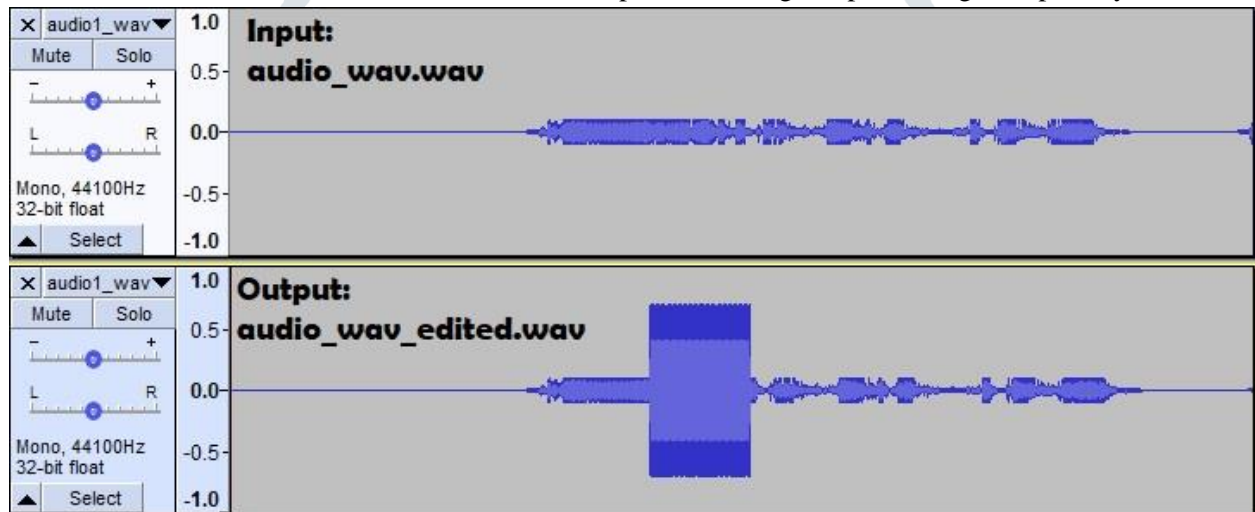 × audio1_wav▼
Mute Solo
- +
L R
Mono, 44100Hz
32-bit float
▲ Select
1.0
0.5-
0.0-
-0.5-
-1.0
Input:
audio_wav.wav
× audio1_wav▼
Mute Solo
- +
L R
Mono, 44100Hz
32-bit float
▲ Select
1.0
0.5-
0.0-
-0.5-
-1.0
Output:
audio_wav_edited.wav